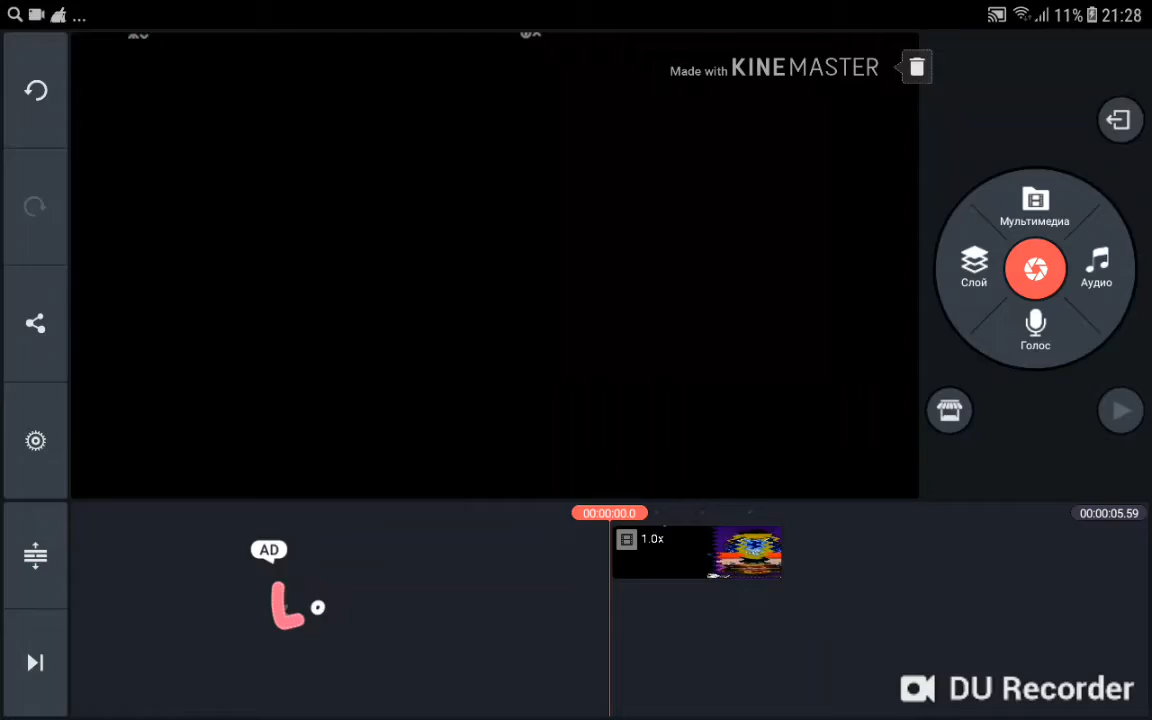 ... 11% 21:28
Made with KINEMASTER
Мультимедиа
Слой
Аудио
Голос
00:00:00.0
00:00:05.59
1.0x
AD
DU Recorder